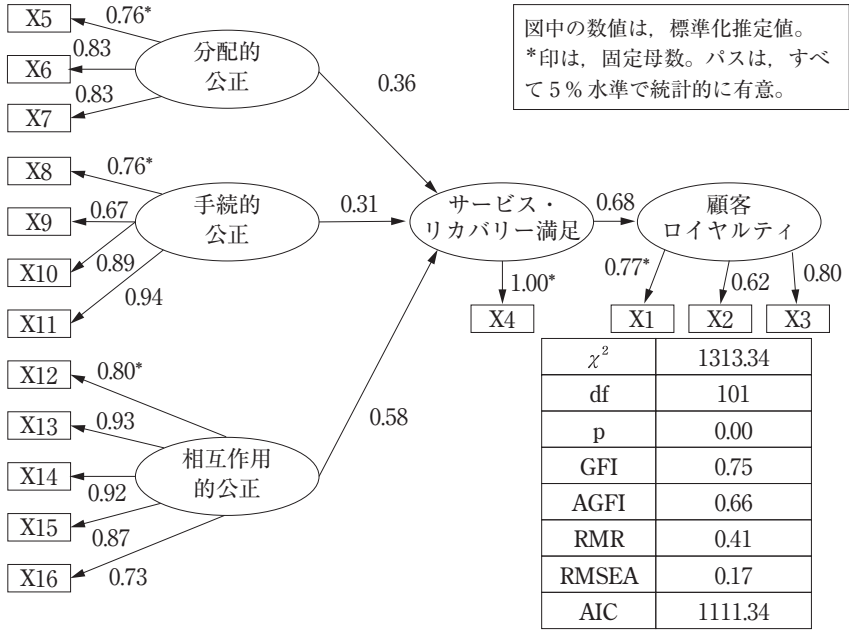 図中の数値は，標準化推定値。
*印は，固定母数。パスは，すべ
て５％水準で統計的に有意。
X5
0.76*
X6
0.83
X7
0.83
分配的
公正
0.36
X8
0.76*
X9
0.67
X10
0.89
X11
0.94
手続的
公正
0.31
X12
0.80*
X13
0.93
X14
0.92
X15
0.87
X16
0.73
相互作用
的公正
0.58
サービス・
リカバリー満足
1.00*
X4
0.68
顧客
ロイヤルティ
0.77*
0.62
0.80
X1
X2
X3
χ² 1313.34
df 101
p 0.00
GFI 0.75
AGFI 0.66
RMR 0.41
RMSEA 0.17
AIC 1111.34